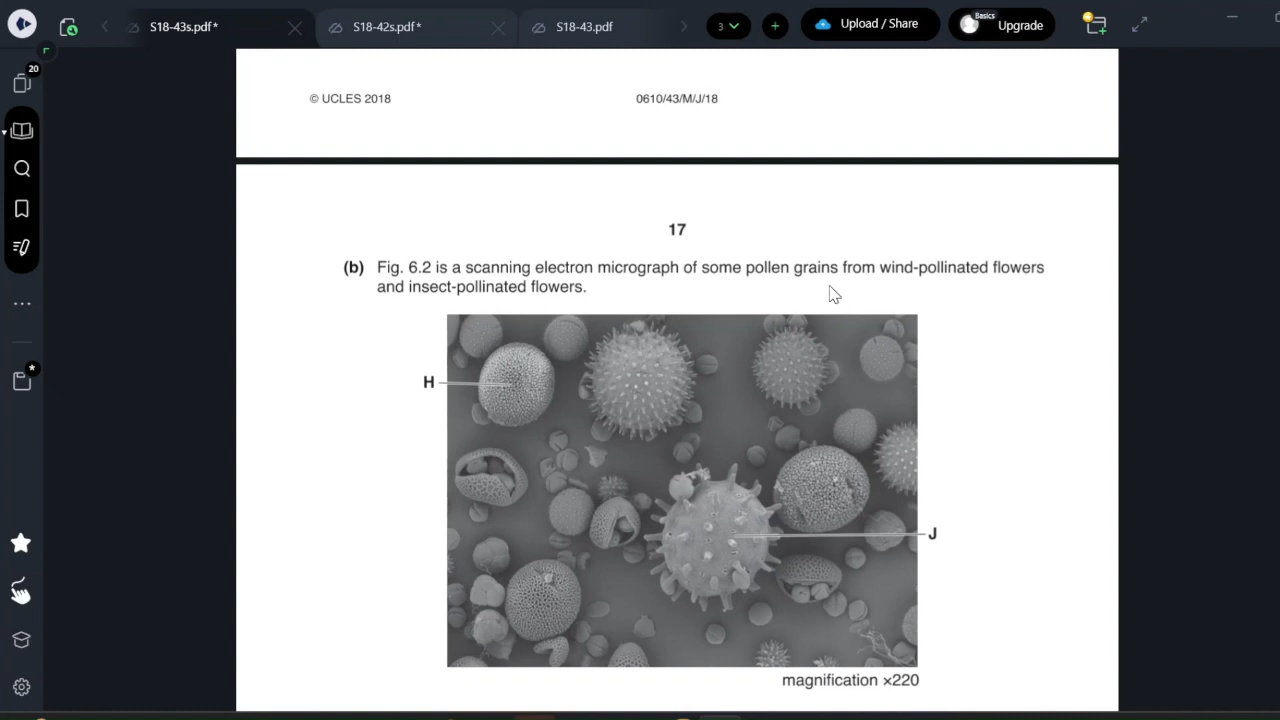 S18-43s.pdf*
S18-42s.pdf*
S18-43.pdf
3
Upload / Share
Basics
Upgrade
20
© UCLES 2018
0610/43/M/J/18
17
(b) Fig. 6.2 is a scanning electron micrograph of some pollen grains from wind-pollinated flowers
and insect-pollinated flowers.
H
J
magnification ×220